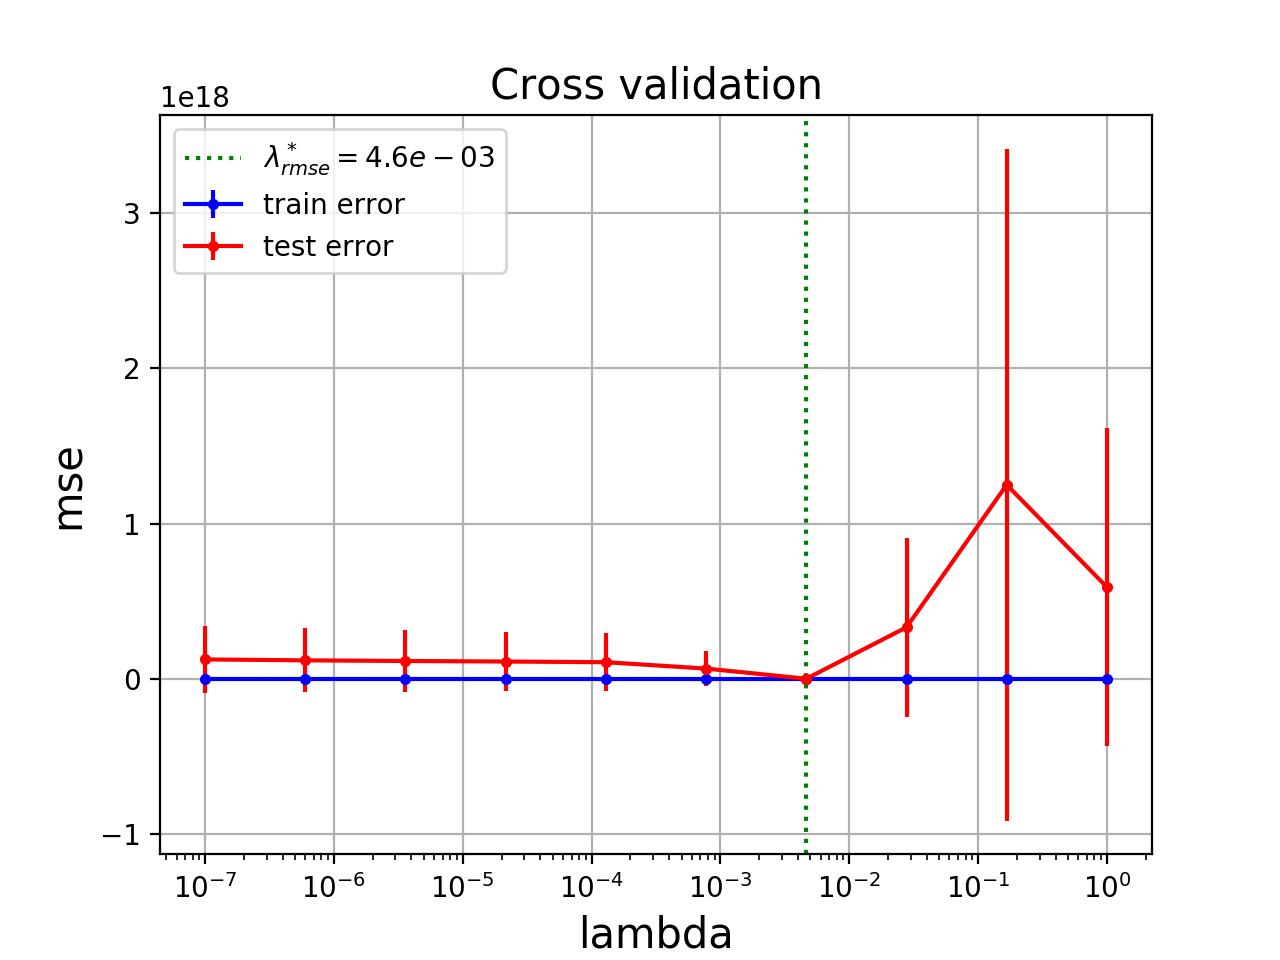 Cross validation
1e18
λ*rmse = 4.6e − 03
train error
test error
3
2
1
0
−1
mse
10⁻⁷ 10⁻⁶ 10⁻⁵ 10⁻⁴ 10⁻³ 10⁻² 10⁻¹ 10⁰
lambda